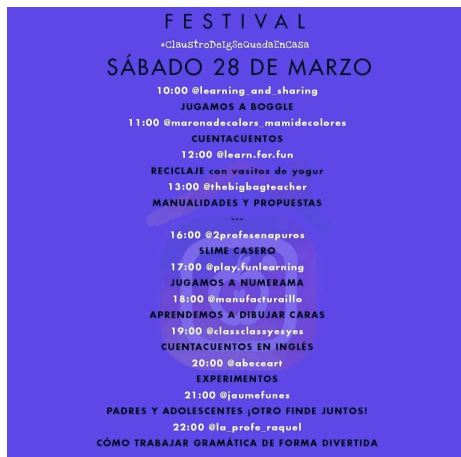 FESTIVAL
#ClaustroDeIgSeQuedaEnCasa
SÁBADO 28 DE MARZO
10:00 @learning_and_sharing
JUGAMOS A BOGGLE
11:00 @maronadecolors_mamidecolores
CUENTACUENTOS
12:00 @learn.for.fun
RECICLAJE con vasitos de yogur
13:00 @thebigbagteacher
MANUALIDADES Y PROPUESTAS
---
16:00 @2profesenapuros
SLIME CASERO
17:00 @play.funlearning
JUGAMOS A NUMERAMA
18:00 @manufacturaillo
APRENDEMOS A DIBUJAR CARAS
19:00 @classclassyesyes
CUENTACUENTOS EN INGLÉS
20:00 @abeceart
EXPERIMENTOS
21:00 @jaumefunes
PADRES Y ADOLESCENTES ¡OTRO FINDE JUNTOS!
22:00 @la_profe_raquel
CÓMO TRABAJAR GRAMÁTICA DE FORMA DIVERTIDA